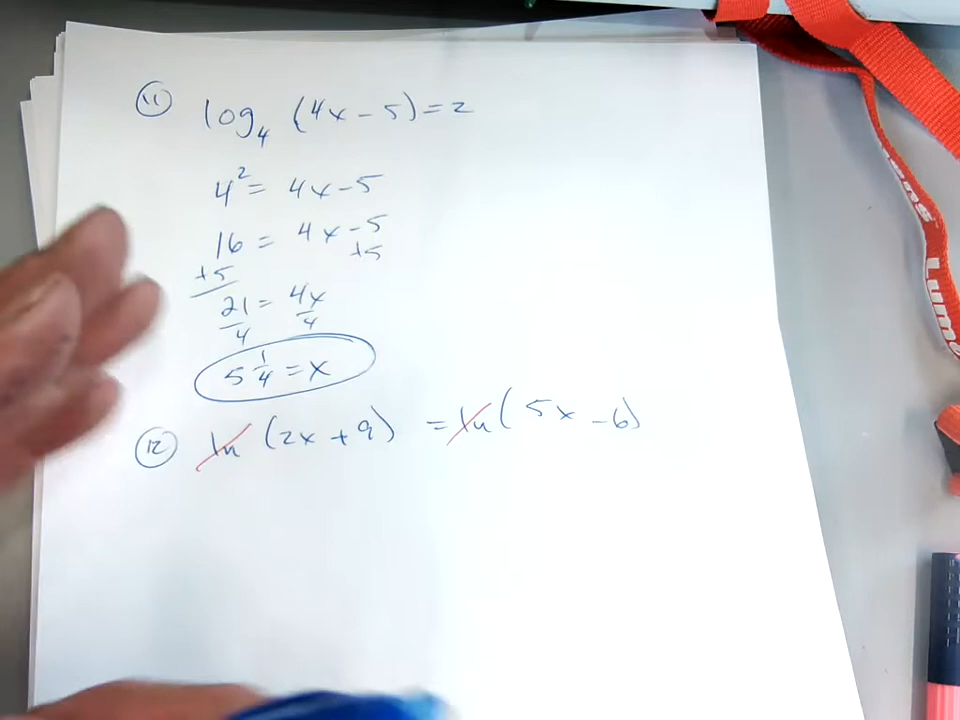 11 log₄ (4x - 5) = 2
4² = 4x - 5
16 = 4x - 5
+5 +5
21 = 4x
4 4
5 1/4 = x
12 ln (2x + 9) = ln (5x - 6)
Lume